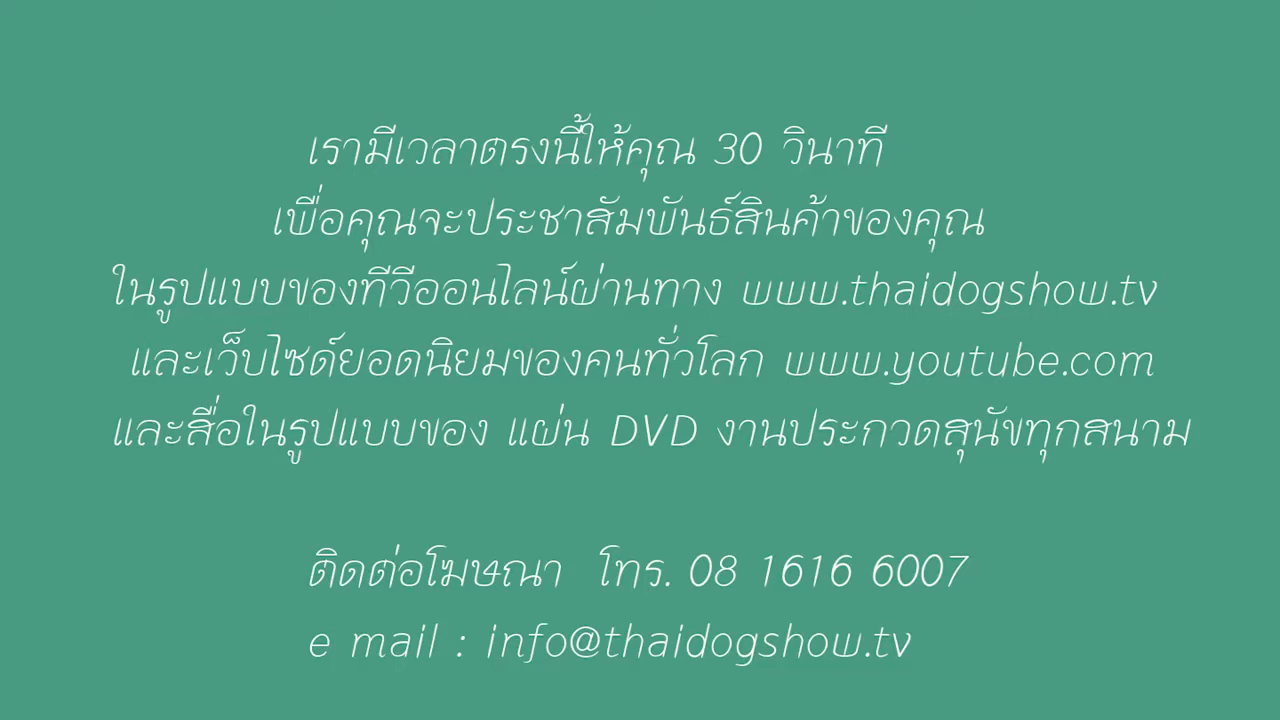 เรามีเวลาตรงนี้ให้คุณ 30 วินาที
เพื่อคุณจะประชาสัมพันธ์สินค้าของคุณ
ในรูปแบบของทีวีออนไลน์ผ่านทาง www.thaidogshow.tv
และเว็บไซด์ยอดนิยมของคนทั่วโลก www.youtube.com
และสื่อในรูปแบบของ แผ่น DVD งานประกวดสุนัขทุกสนาม
ติดต่อโฆษณา โทร. 08 1616 6007
e mail : info@thaidogshow.tv